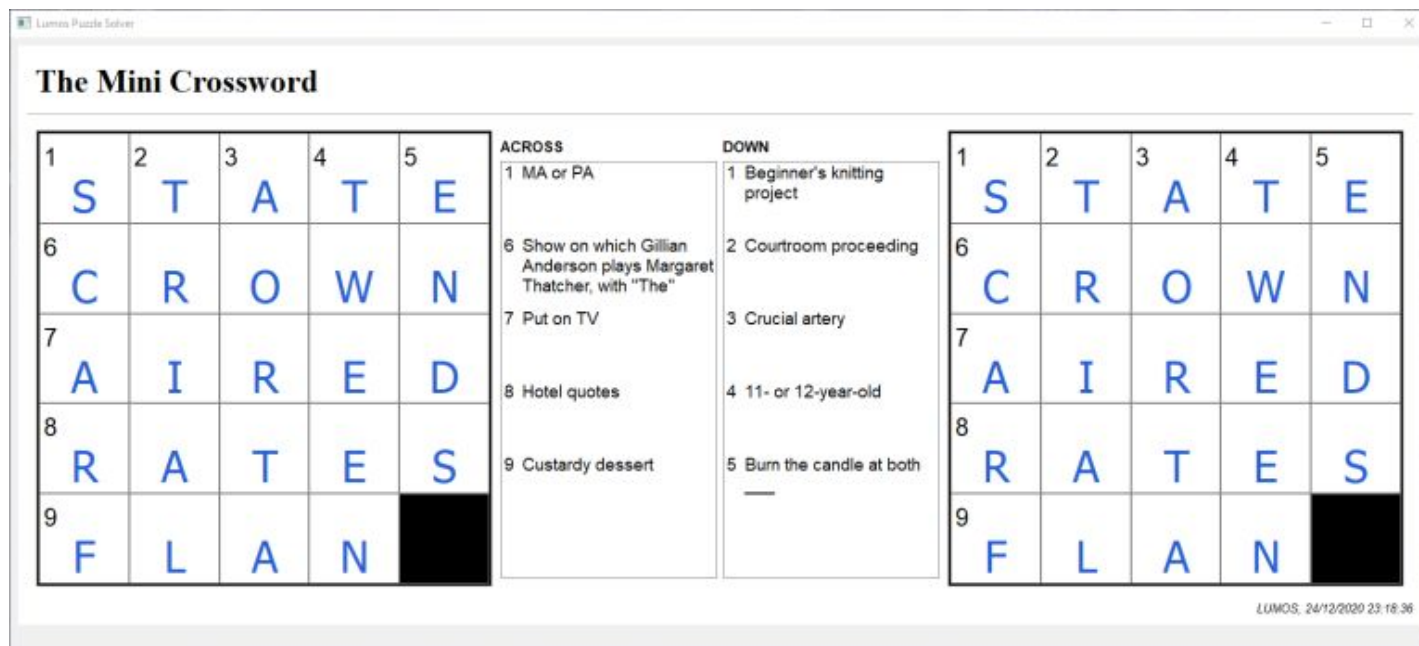 Lumos Puzzle Solver
The Mini Crossword
1 2 3 4 5
S T A T E
6
C R O W N
7
A I R E D
8
R A T E S
9
F L A N
ACROSS
1 MA or PA
6 Show on which Gillian
Anderson plays Margaret
Thatcher, with "The"
7 Put on TV
8 Hotel quotes
9 Custardy dessert
DOWN
1 Beginner's knitting
project
2 Courtroom proceeding
3 Crucial artery
4 11- or 12-year-old
5 Burn the candle at both
___
1 2 3 4 5
S T A T E
6
C R O W N
7
A I R E D
8
R A T E S
9
F L A N
LUMOS, 24/12/2020 23:18:36